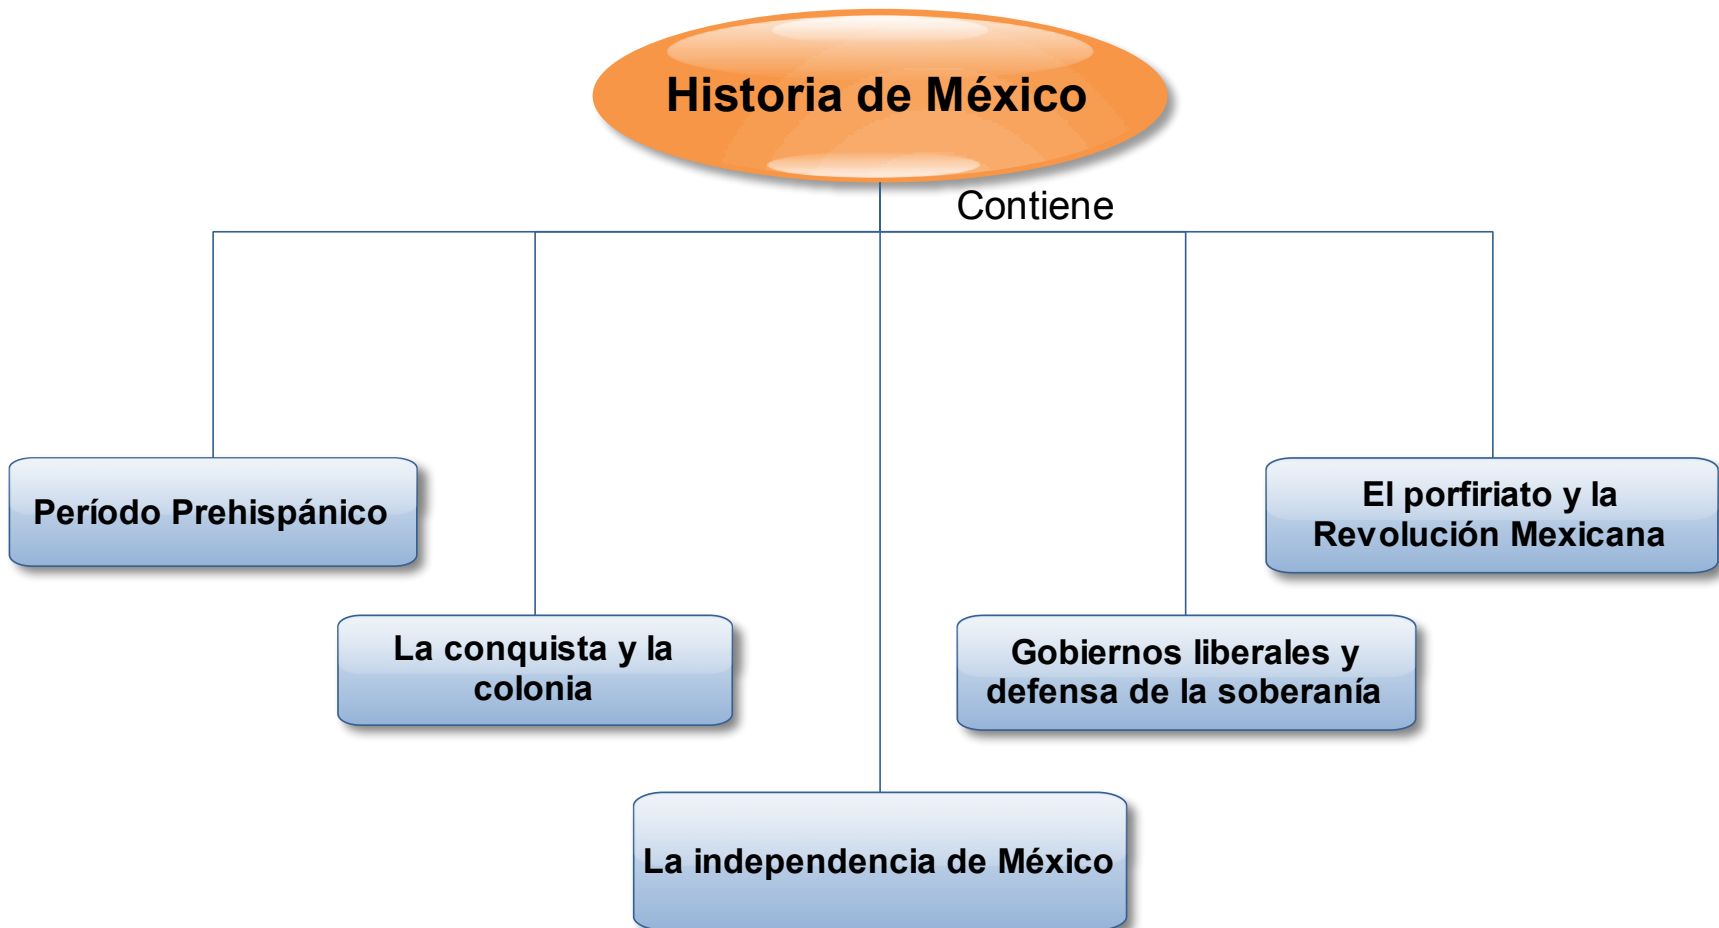 Historia de México
Contiene
Período Prehispánico
La conquista y la
colonia
La independencia de México
Gobiernos liberales y
defensa de la soberanía
El porfiriato y la
Revolución Mexicana